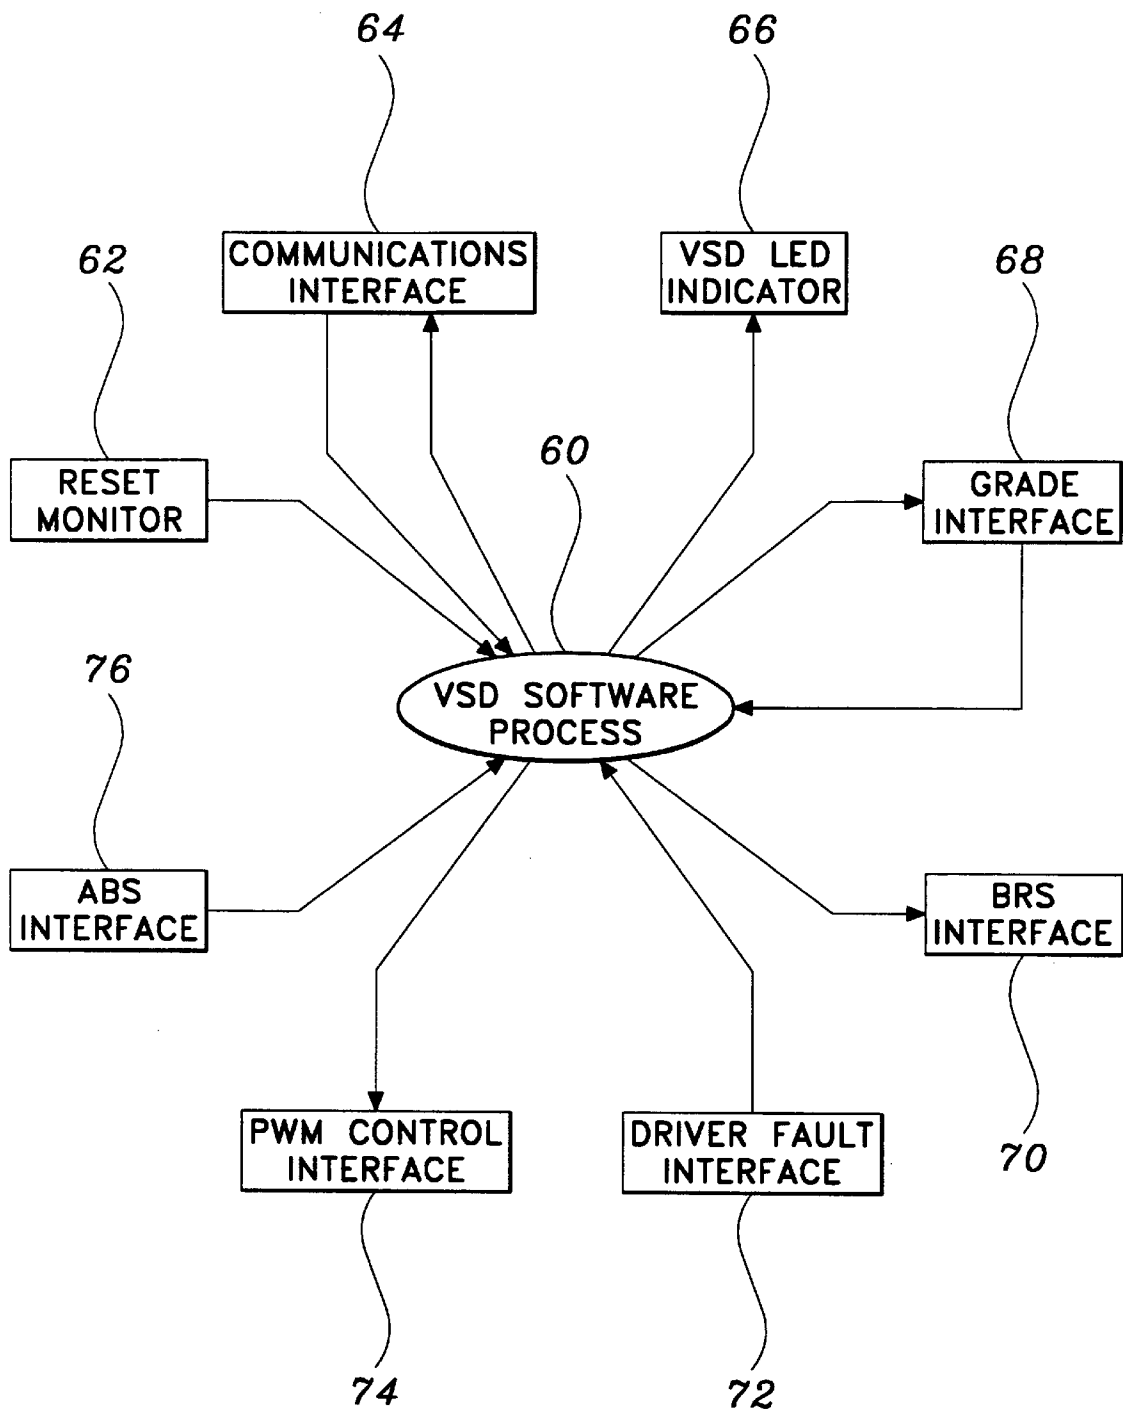 64
66
COMMUNICATIONS
INTERFACE
VSD LED
INDICATOR
62
68
RESET
MONITOR
60
GRADE
INTERFACE
VSD SOFTWARE
PROCESS
76
ABS
INTERFACE
BRS
INTERFACE
PWM CONTROL
INTERFACE
DRIVER FAULT
INTERFACE
70
74
72